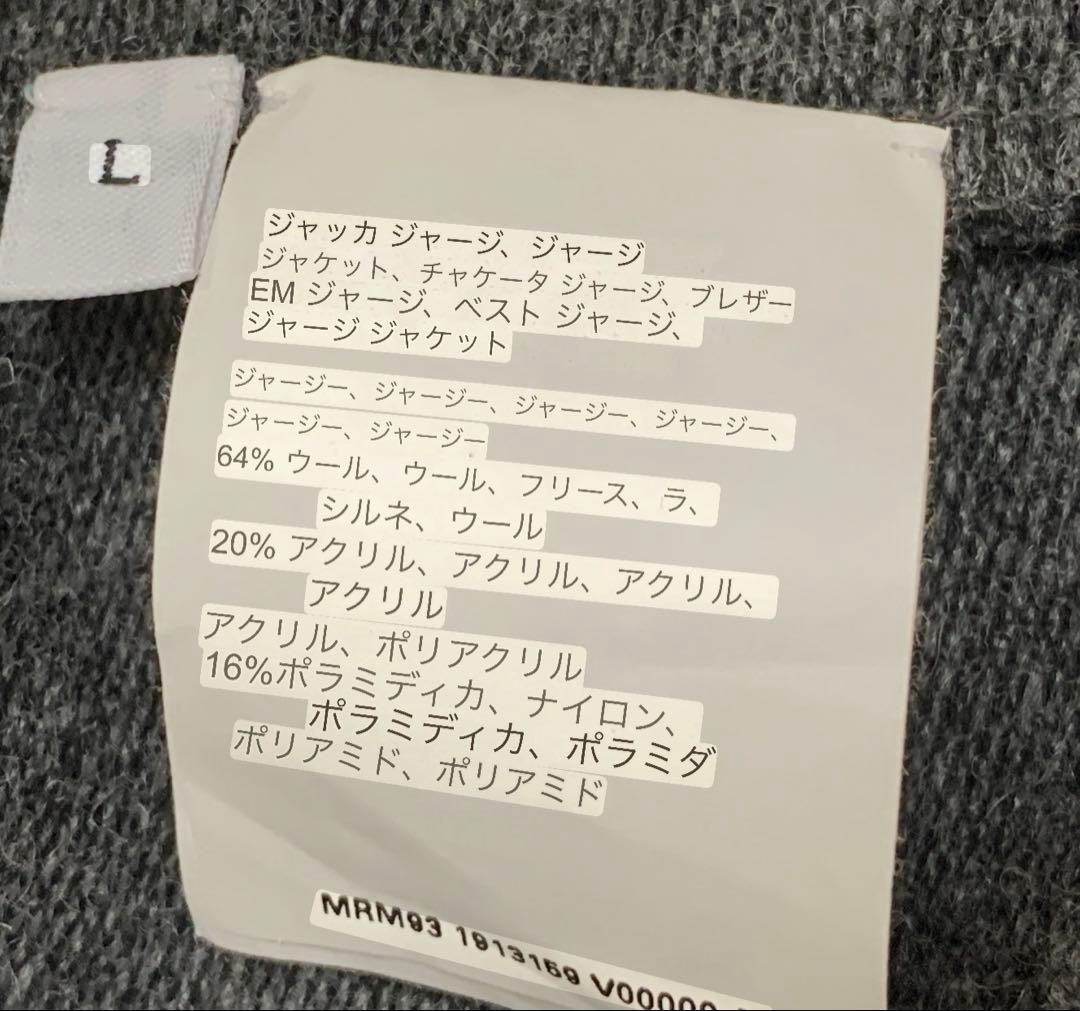 L
ジャッカ ジャージ、ジャージ
ジャケット、チャケータ ジャージ、ブレザー
EM ジャージ、ベスト ジャージ、
ジャージ ジャケット
ジャージー、ジャージー、ジャージー、ジャージー、
ジャージー、ジャージー
64% ウール、ウール、フリース、ラ、
シルネ、ウール
20% アクリル、アクリル、アクリル、
アクリル
アクリル、ポリアクリル
16%ポラミディカ、ナイロン、
ポラミディカ、ポラミダ
ポリアミド、ポリアミド
MRM93 1913169 V00000